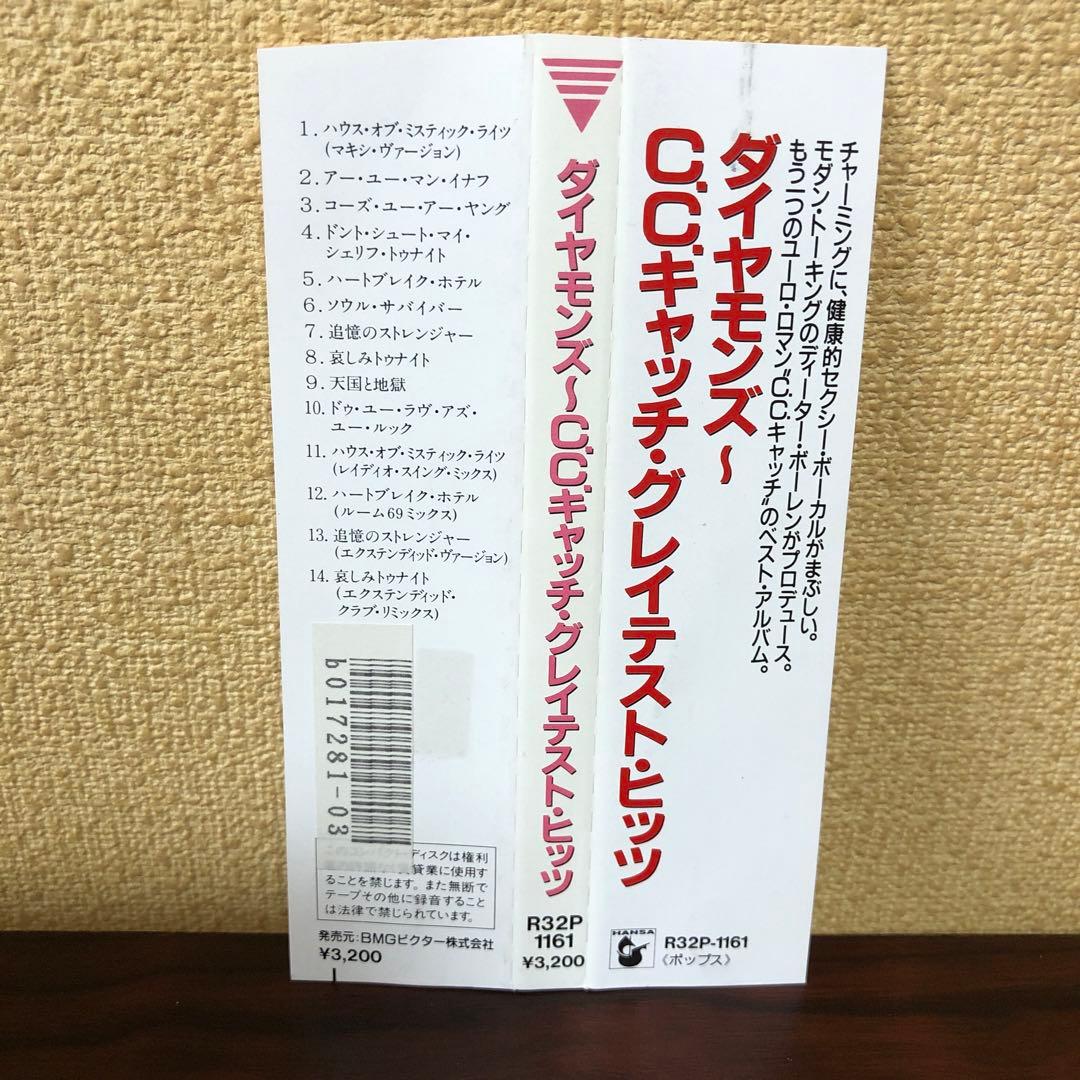 チャーミングに、健康的セクシー・ボーカルがまぶしい。
モダン・トーキングのディーター・ボーレンがプロデュース。
もう一つのユーロ・ロマン“C.C.キャッチ”のベスト・アルバム。
ダイヤモンズ～
C.C.キャッチ・グレイテスト・ヒッツ
HANSA
R32P-1161
《ポップス》
ダイヤモンズ～C.C.キャッチ・グレイテスト・ヒッツ
R32P
1161
¥3,200
1. ハウス・オブ・ミスティック・ライツ
(マキシ・ヴァージョン)
2. アー・ユー・マン・イナフ
3. コーズ・ユー・アー・ヤング
4. ドント・シュート・マイ・
シェリフ・トゥナイト
5. ハートブレイク・ホテル
6. ソウル・サバイバー
7. 追憶のストレンジャー
8. 哀しみトゥナイト
9. 天国と地獄
10. ドゥ・ユー・ラヴ・アズ・
ユー・ルック
11. ハウス・オブ・ミスティック・ライツ
(レイディオ・スイング・ミックス)
12. ハートブレイク・ホテル
(ルーム69ミックス)
13. 追憶のストレンジャー
(エクステンディッド・ヴァージョン)
14. 哀しみトゥナイト
(エクステンディッド・
クラブ・リミックス)
b017281-03
このコンパクト・ディスクは権利
貸業に使用す
ることを禁じます。また無断で
テープその他に録音すること
は法律で禁じられています。
発売元:BMGビクター株式会社
¥3,200